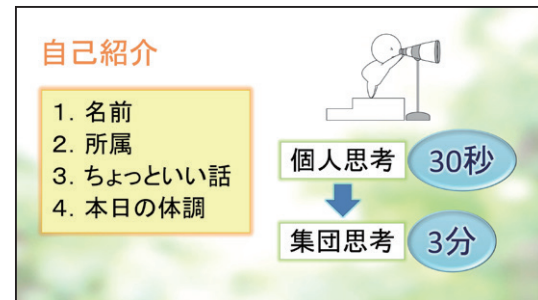 自己紹介
1. 名前
2. 所属
3. ちょっといい話
4. 本日の体調
個人思考 30秒
集団思考 3分